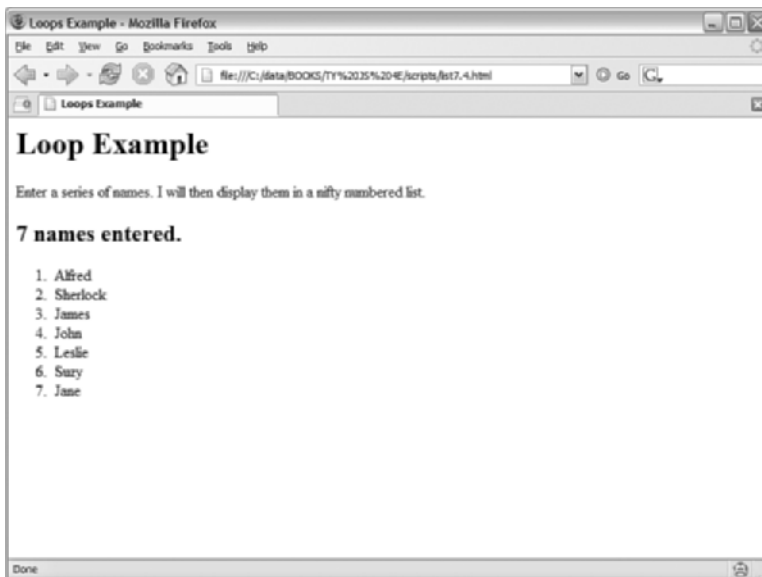 Loops Example - Mozilla Firefox
File Edit View Go Bookmarks Tools Help
file:///C:/data/BOOKS/TY%20JS%204E/scripts/list7.4.html Go
Loops Example
Loop Example
Enter a series of names. I will then display them in a nifty numbered list.
7 names entered.
1. Alfred
2. Sherlock
3. James
4. John
5. Leslie
6. Suzy
7. Jane
Done